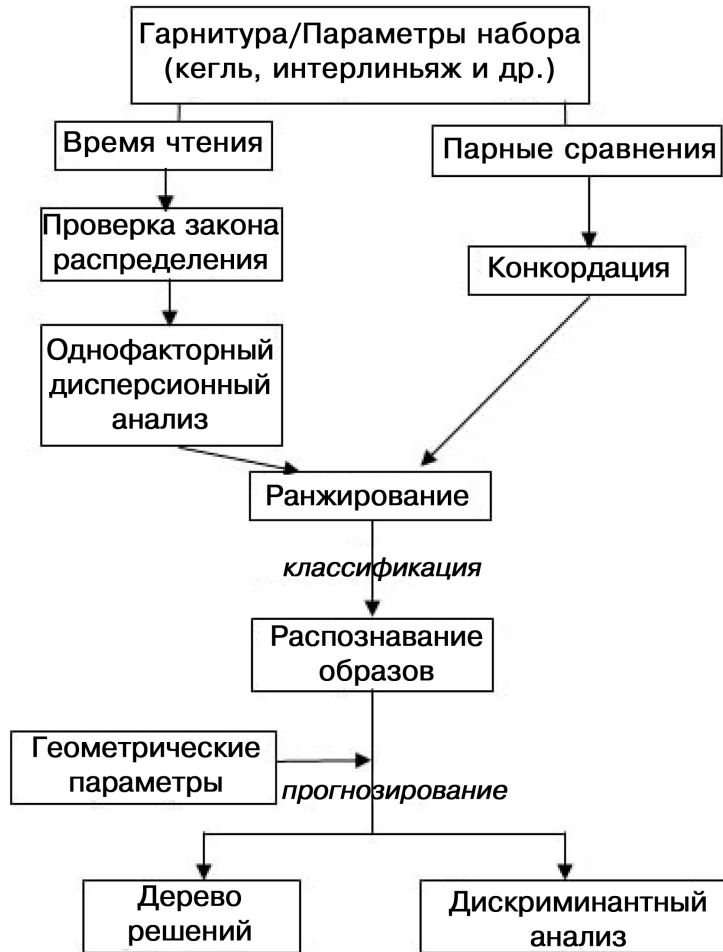 Гарнитура/Параметры набора
(кегль, интерлиньяж и др.)
Время чтения
Парные сравнения
Проверка закона
распределения
Конкордация
Однофакторный
дисперсионный
анализ
Ранжирование
классификация
Распознавание
образов
Геометрические
параметры
прогнозирование
Дерево
решений
Дискриминантный
анализ